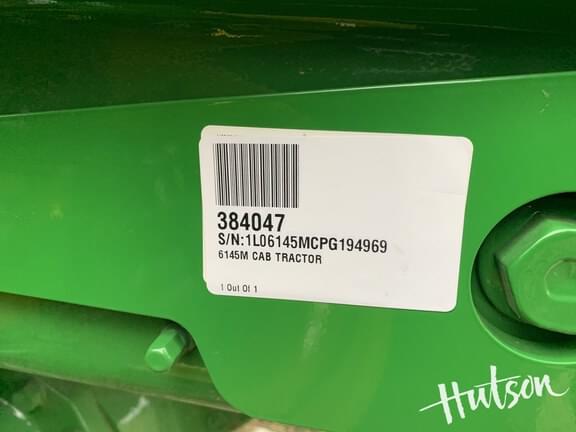 384047
S/N:1L06145MCPG194969
6145M CAB TRACTOR
1 Out Of 1
Hutson